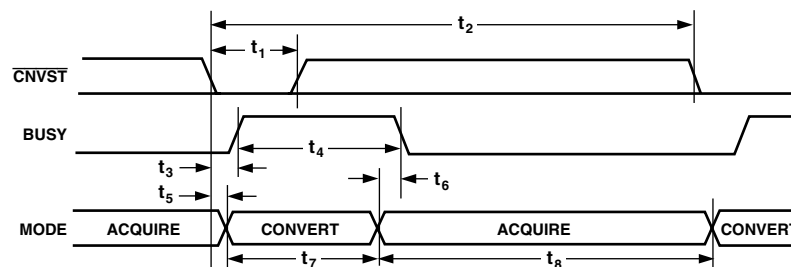 t2
t1
CNVST
BUSY
t4
t3
t6
t5
MODE ACQUIRE CONVERT ACQUIRE CONVERT
t7 t8